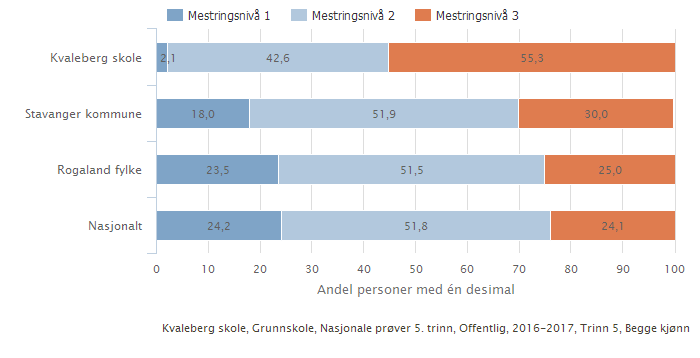 Mestringsnivå 1 Mestringsnivå 2 Mestringsnivå 3
Kvaleberg skole 2,1 42,6 55,3
Stavanger kommune 18,0 51,9 30,0
Rogaland fylke 23,5 51,5 25,0
Nasjonalt 24,2 51,8 24,1
0 10 20 30 40 50 60 70 80 90 100
Andel personer med én desimal
Kvaleberg skole, Grunnskole, Nasjonale prøver 5. trinn, Offentlig, 2016-2017, Trinn 5, Begge kjønn